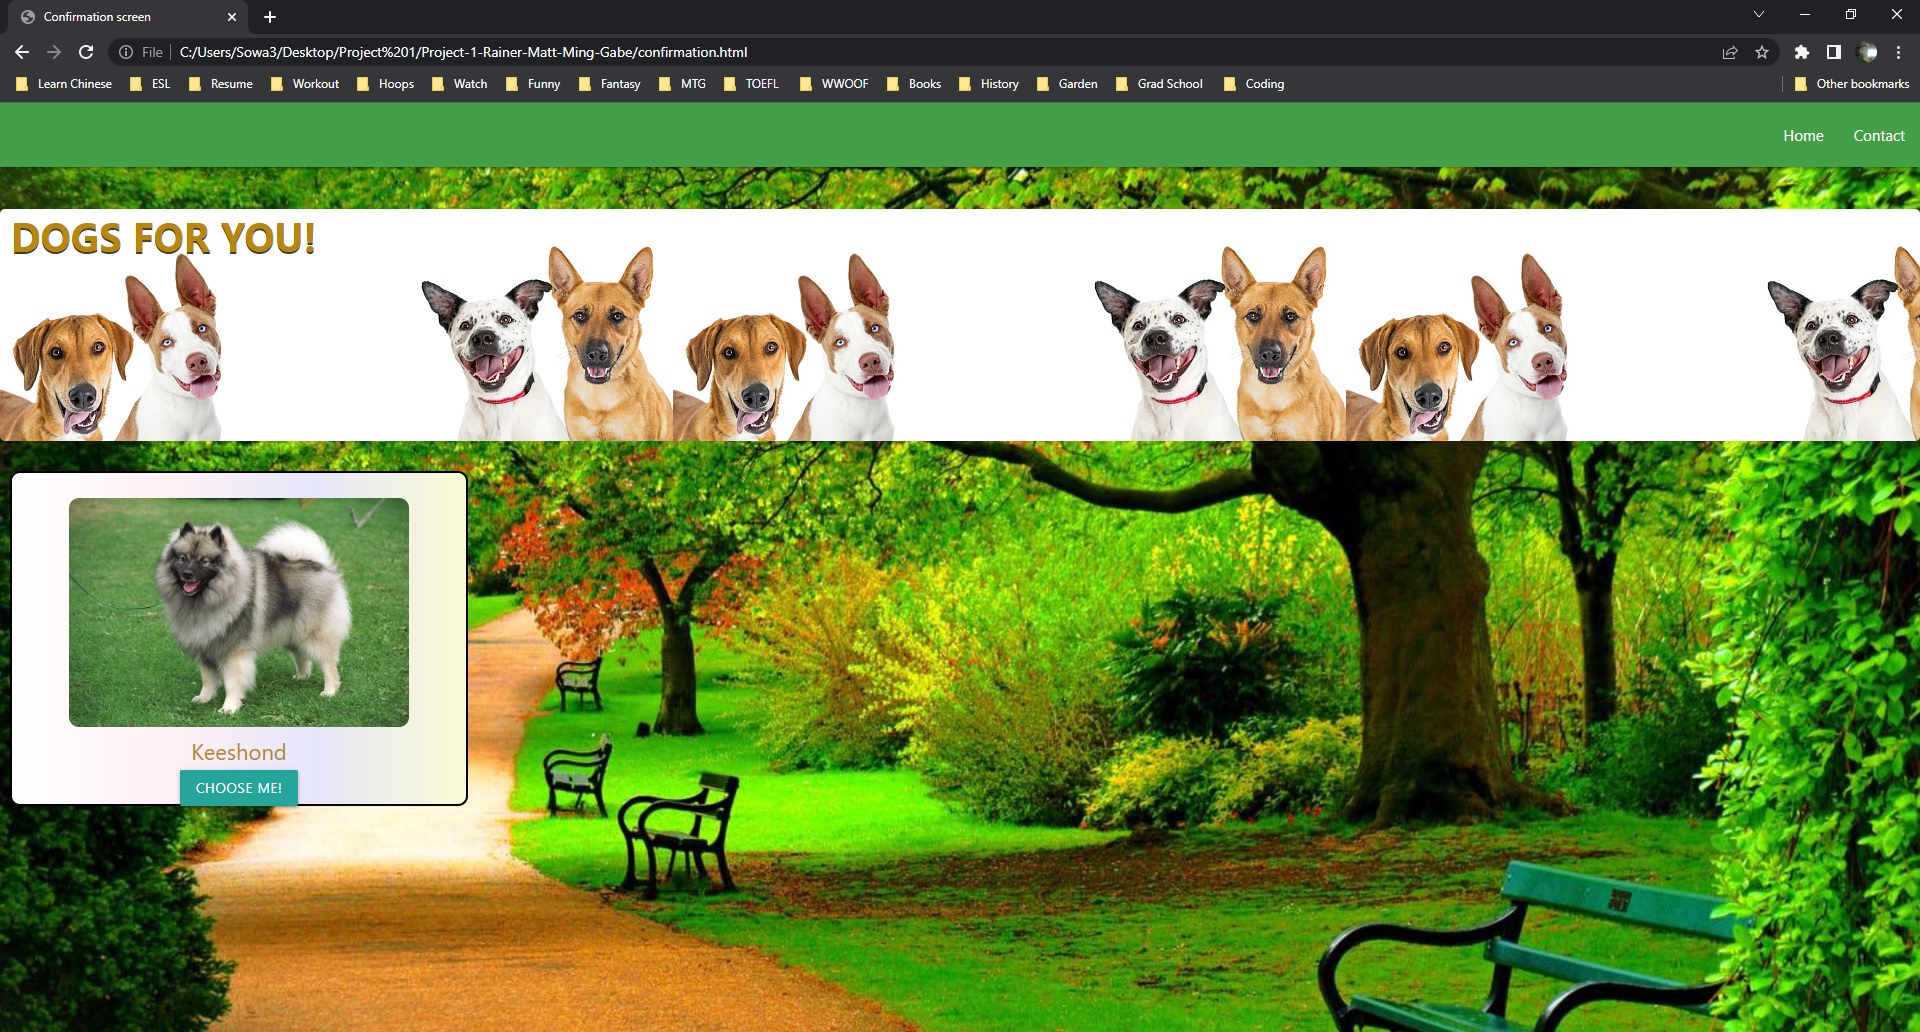 Confirmation screen
File
C:/Users/Sowa3/Desktop/Project%201/Project-1-Rainer-Matt-Ming-Gabe/confirmation.html
Learn Chinese ESL Resume Workout Hoops Watch Funny Fantasy MTG TOEFL WWOOF Books History Garden Grad School Coding Other bookmarks
Home Contact
DOGS FOR YOU!
Keeshond
CHOOSE ME!